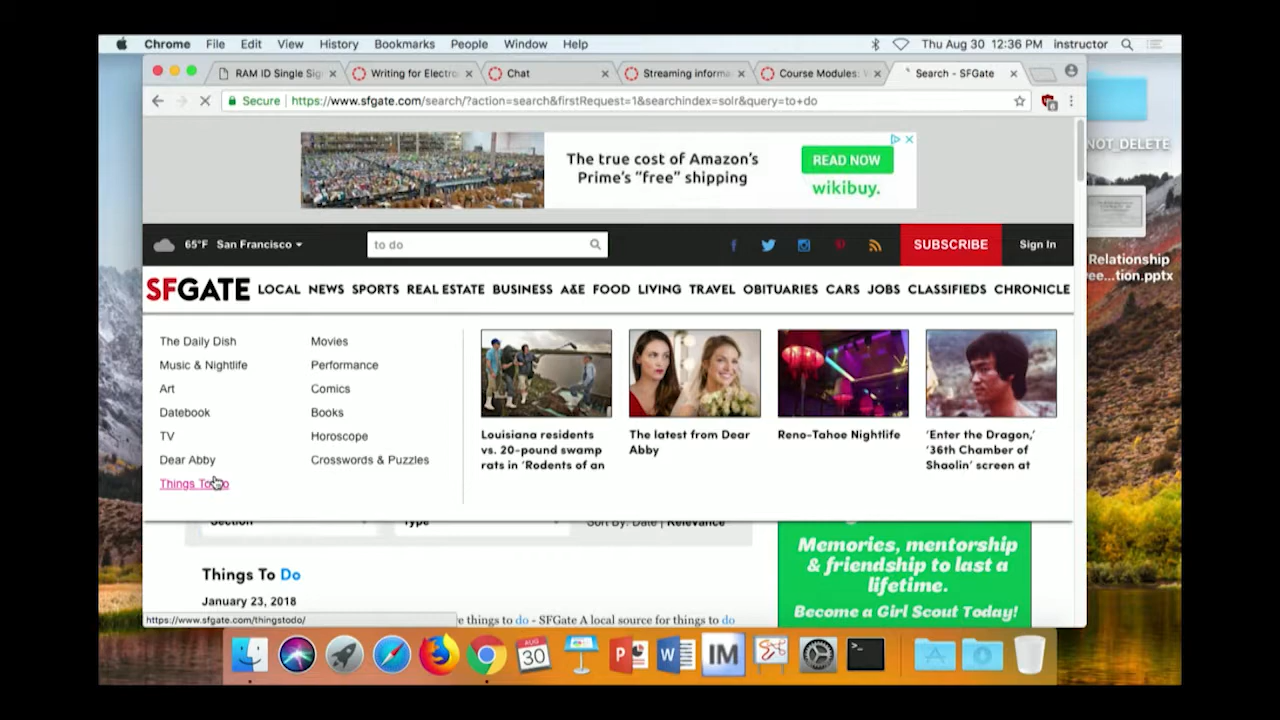 Chrome File Edit View History Bookmarks People Window Help Thu Aug 30 12:36 PM instructor
RAM ID Single Sig Writing for Electro Chat Streaming informa Course Modules: Search - SFGate
Secure https://www.sfgate.com/search/?action=search&firstRequest=1&searchindex=solr&query=to+do
NOT_DELETE
The true cost of Amazon's
Prime's "free" shipping
READ NOW
wikibuy.
65°F San Francisco
to do
SUBSCRIBE
Sign In
Relationship
ee...tion.pptx
SFGATE LOCAL NEWS SPORTS REAL ESTATE BUSINESS A&E FOOD LIVING TRAVEL OBITUARIES CARS JOBS CLASSIFIEDS CHRONICLE
The Daily Dish
Music & Nightlife
Art
Datebook
TV
Dear Abby
Things To Do
Movies
Performance
Comics
Books
Horoscope
Crosswords & Puzzles
Louisiana residents
vs. 20-pound swamp
rats in 'Rodents of an
The latest from Dear
Abby
Reno-Tahoe Nightlife
'Enter the Dragon,'
'36th Chamber of
Shaolin' screen at
Section Type Sort By: Date | Relevance
Things To Do
January 23, 2018
e things to do - SFGate A local source for things to do
https://www.sfgate.com/thingstodo/
Memories, mentorship
& friendship to last a
lifetime.
Become a Girl Scout Today!
AUG
30
P
W
IM